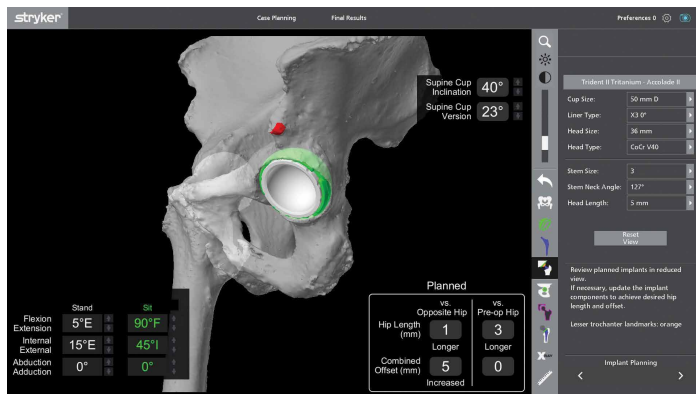 stryker
Case Planning
Final Results
Preferences 0
Supine Cup
Inclination
40°
Supine Cup
Version
23°
Trident II Tritanium - Accolade II
Cup Size:
50 mm D
Liner Type:
X3 0°
Head Size:
36 mm
Head Type:
CoCr V40
Stem Size:
3
Stem Neck Angle:
127°
Head Length:
5 mm
Reset
View
Review planned implants in reduced
view.
If necessary, update the implant
components to achieve desired hip
length and offset.
Lesser trochanter landmarks: orange
Implant Planning
Stand
Sit
Flexion
Extension
5°E
90°F
Internal
External
15°E
45°I
Abduction
Adduction
0°
0°
Planned
vs.
Opposite Hip
vs.
Pre-op Hip
Hip Length
(mm)
1
3
Longer
Longer
Combined
Offset (mm)
5
0
Increased